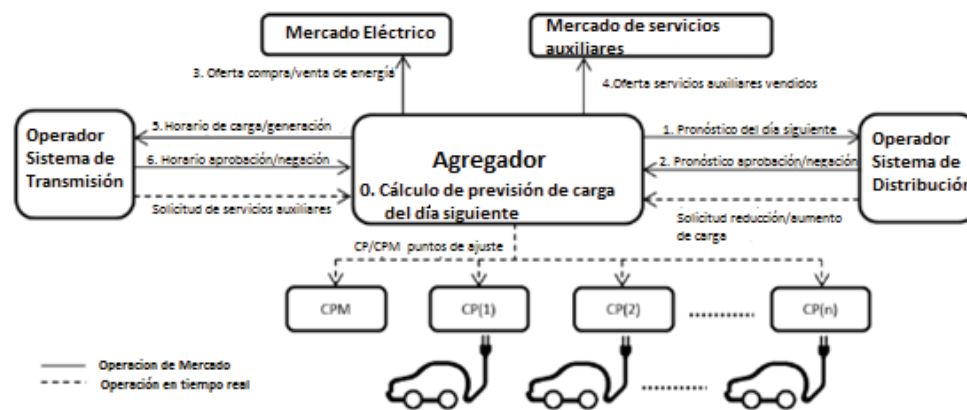 Mercado Eléctrico
Mercado de servicios
auxiliares
3. Oferta compra/venta de energía
4.Oferta servicios auxiliares vendidos
Operador
Sistema de
Transmisión
5. Horario de carga/generación
6. Horario aprobación/negación
Solicitud de servicios auxiliares
Agregador
0. Cálculo de previsión de carga
del día siguiente
1. Pronóstico del día siguiente
2. Pronóstico aprobación/negación
Solicitud reducción/aumento
de carga
Operador
Sistema de
Distribución
CP/CPM puntos de ajuste
CPM
CP(1)
CP(2)
CP(n)
Operacion de Mercado
Operación en tiempo real